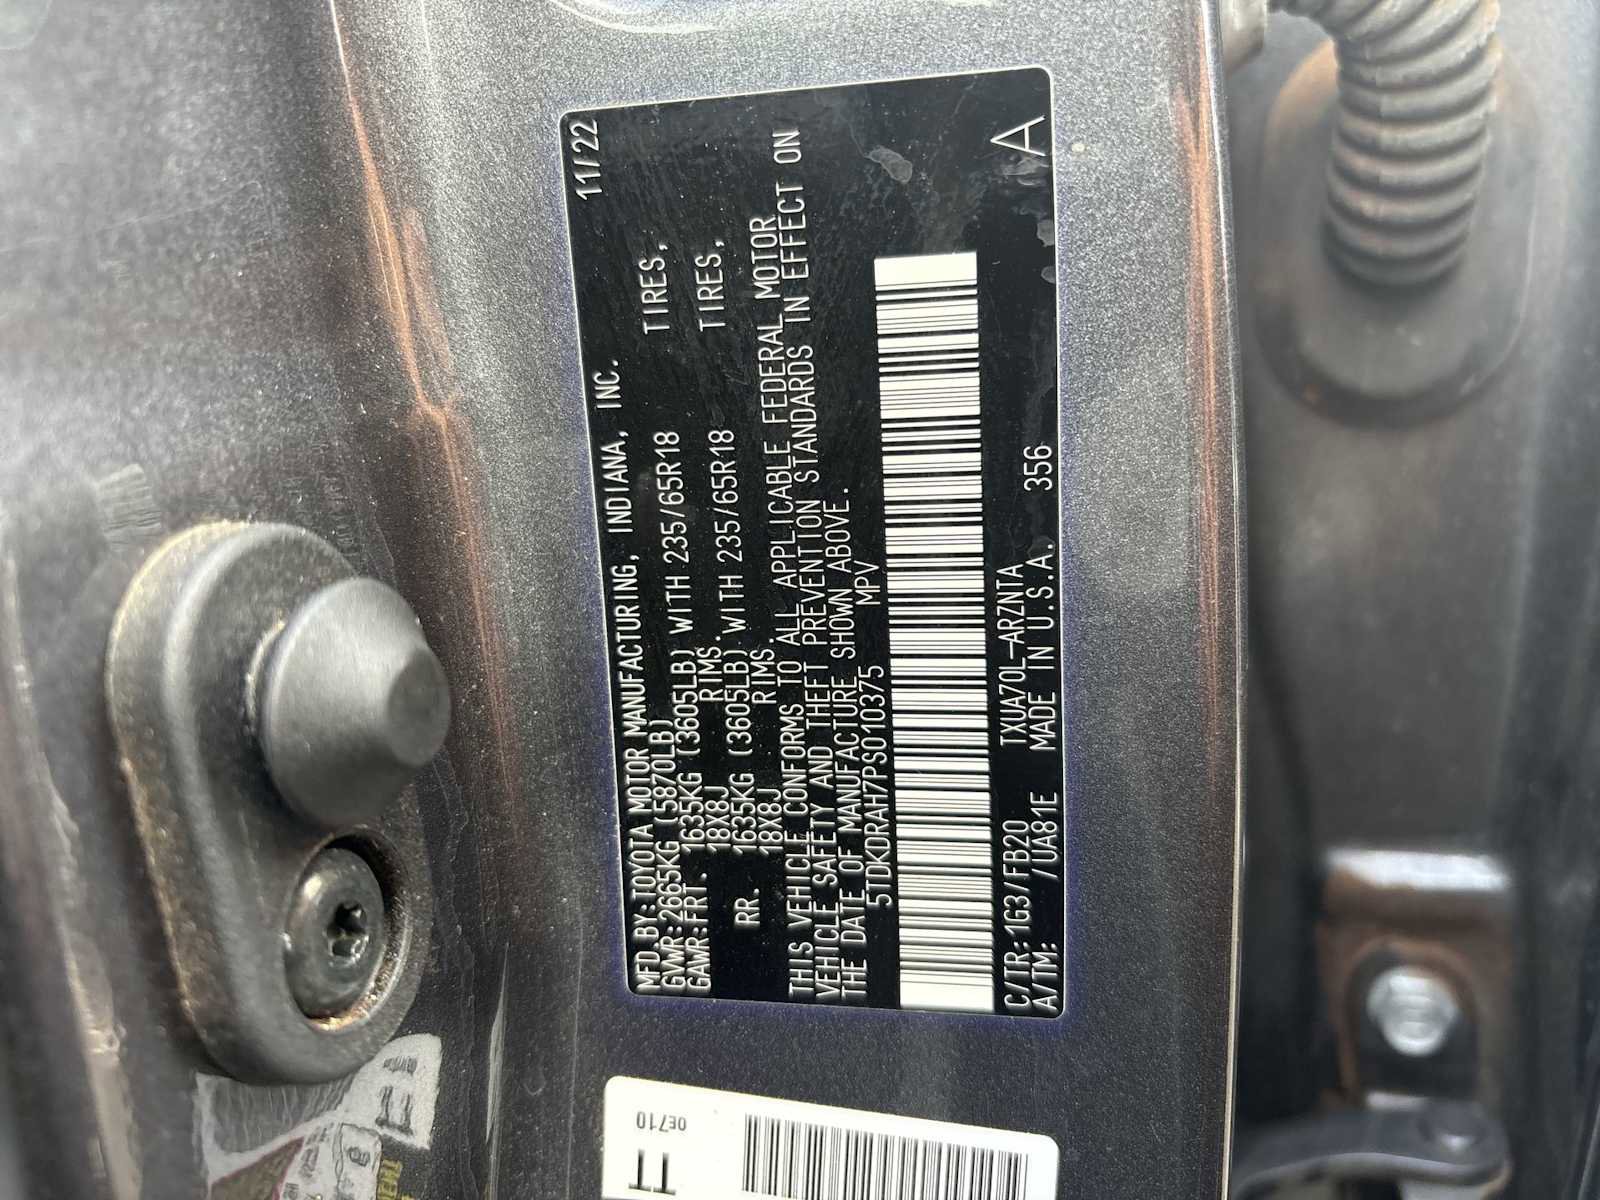 MFD.BY:TOYOTA MOTOR MANUFACTURING, INDIANA, INC. 11/22
GVWR:2665KG (5870LB)
GAWR:FRT. 1635KG (3605LB) WITH 235/65R18 TIRES,
18X8J RIMS.
RR. 1635KG (3605LB) WITH 235/65R18 TIRES,
18X8J RIMS.
THIS VEHICLE CONFORMS TO ALL APPLICABLE FEDERAL MOTOR
VEHICLE SAFETY AND THEFT PREVENTION STANDARDS IN EFFECT ON
THE DATE OF MANUFACTURE SHOWN ABOVE.
5TDKDRAH7PS010375 MPV
C/TR:1G3/FB20 TXUA70L-ARZNTA
A/TM: /UA81E MADE IN U.S.A. 356 A
0E710